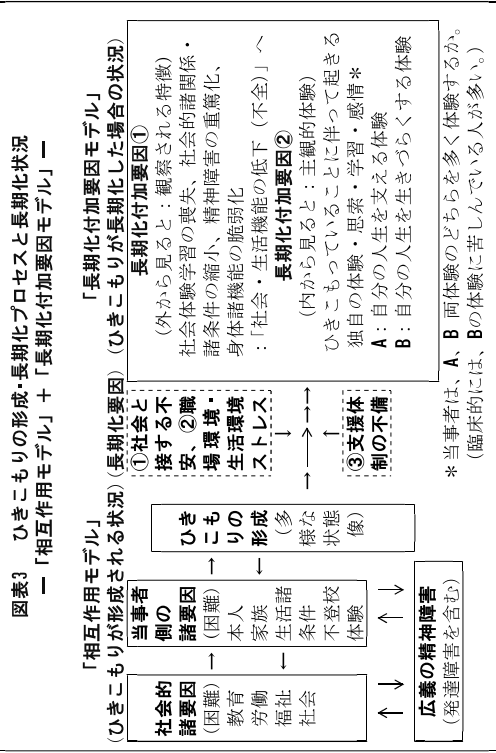 図表3　ひきこもりの形成・長期化プロセスと長期化状況
―「相互作用モデル」＋「長期化付加要因モデル」―
「相互作用モデル」
(ひきこもりが形成される状況)
(長期化要因)
「長期化付加要因モデル」
(ひきこもりが長期化した場合の状況)
社会的
諸要因
(困難)
教育
労働
福祉
社会
→
←
当事者
側の
諸要因
(困難)
本人
家族
生活諸
条件
不登校
体験
→
←
ひき
こも
りの
形成
(多
様な
状態
像)
①社会と
接する不
安、②職
場環境・
生活環境
ストレス
↓
→→→→
↑
③支援体
制の不備
長期化付加要因①
(外から見ると：観察される特徴)
社会体験学習の喪失、社会的諸関係・
諸条件の縮小、精神障害の重篤化、
身体諸機能の脆弱化
：「社会・生活機能の低下（不全）」へ
長期化付加要因②
(内から見ると：主観的体験)
ひきこもっていることに伴って起きる
独自の体験・思索・学習・感情＊
A：自分の人生を支える体験
B：自分の人生を生きづらくする体験
↑↓
↑↓
広義の精神障害
(発達障害を含む)
＊当事者は、A、B 両体験のどちらを多く体験するか。
(臨床的には、Bの体験に苦しんでいる人が多い。)